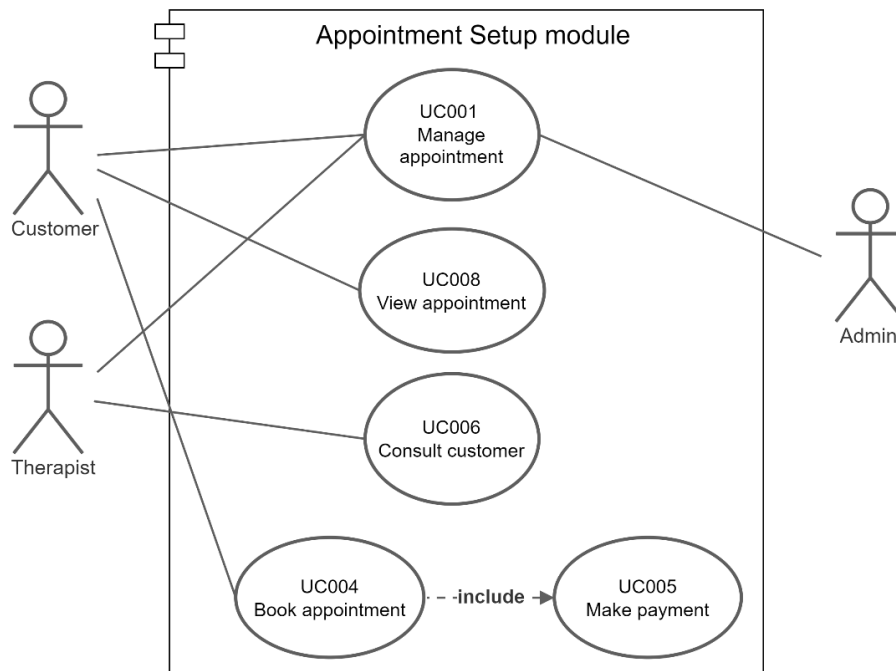 Appointment Setup module
UC001
Manage
appointment
Customer
UC008
View appointment
Admin
UC006
Consult customer
Therapist
UC004
Book appointment
include
UC005
Make payment